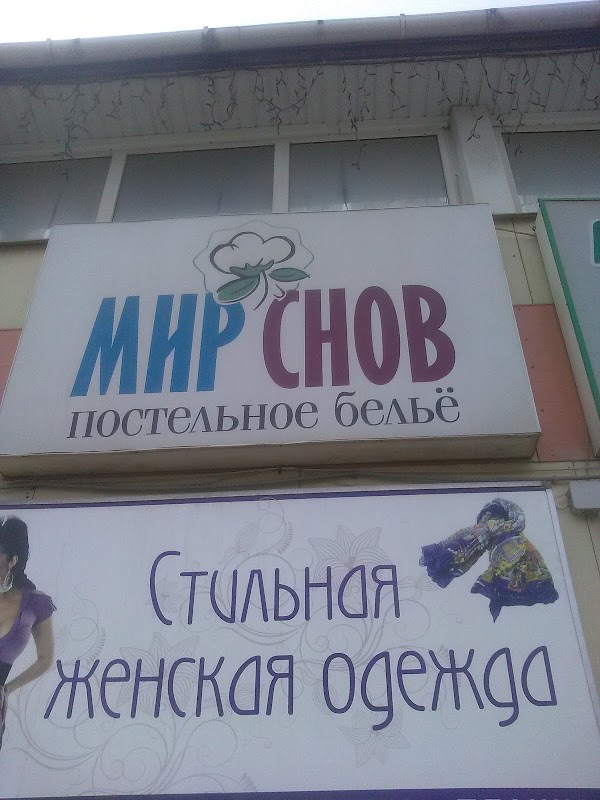 МИР СНОВ
постельное бельё
Стильная
женская одежда